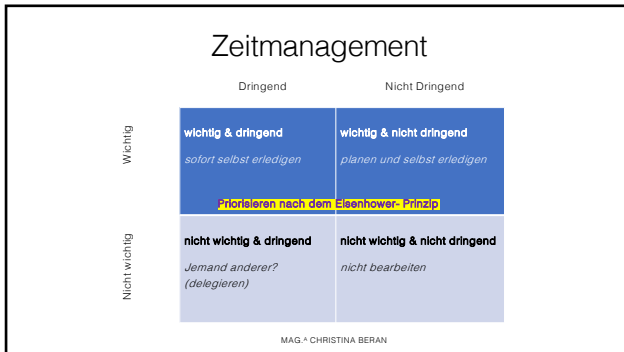 Zeitmanagement
Dringend
Nicht Dringend
Wichtig
wichtig & dringend
sofort selbst erledigen
wichtig & nicht dringend
planen und selbst erledigen
Priorisieren nach dem Eisenhower- Prinzip
Nicht wichtig
nicht wichtig & dringend
Jemand anderer?
(delegieren)
nicht wichtig & nicht dringend
nicht bearbeiten
MAG.ᴬ CHRISTINA BERAN